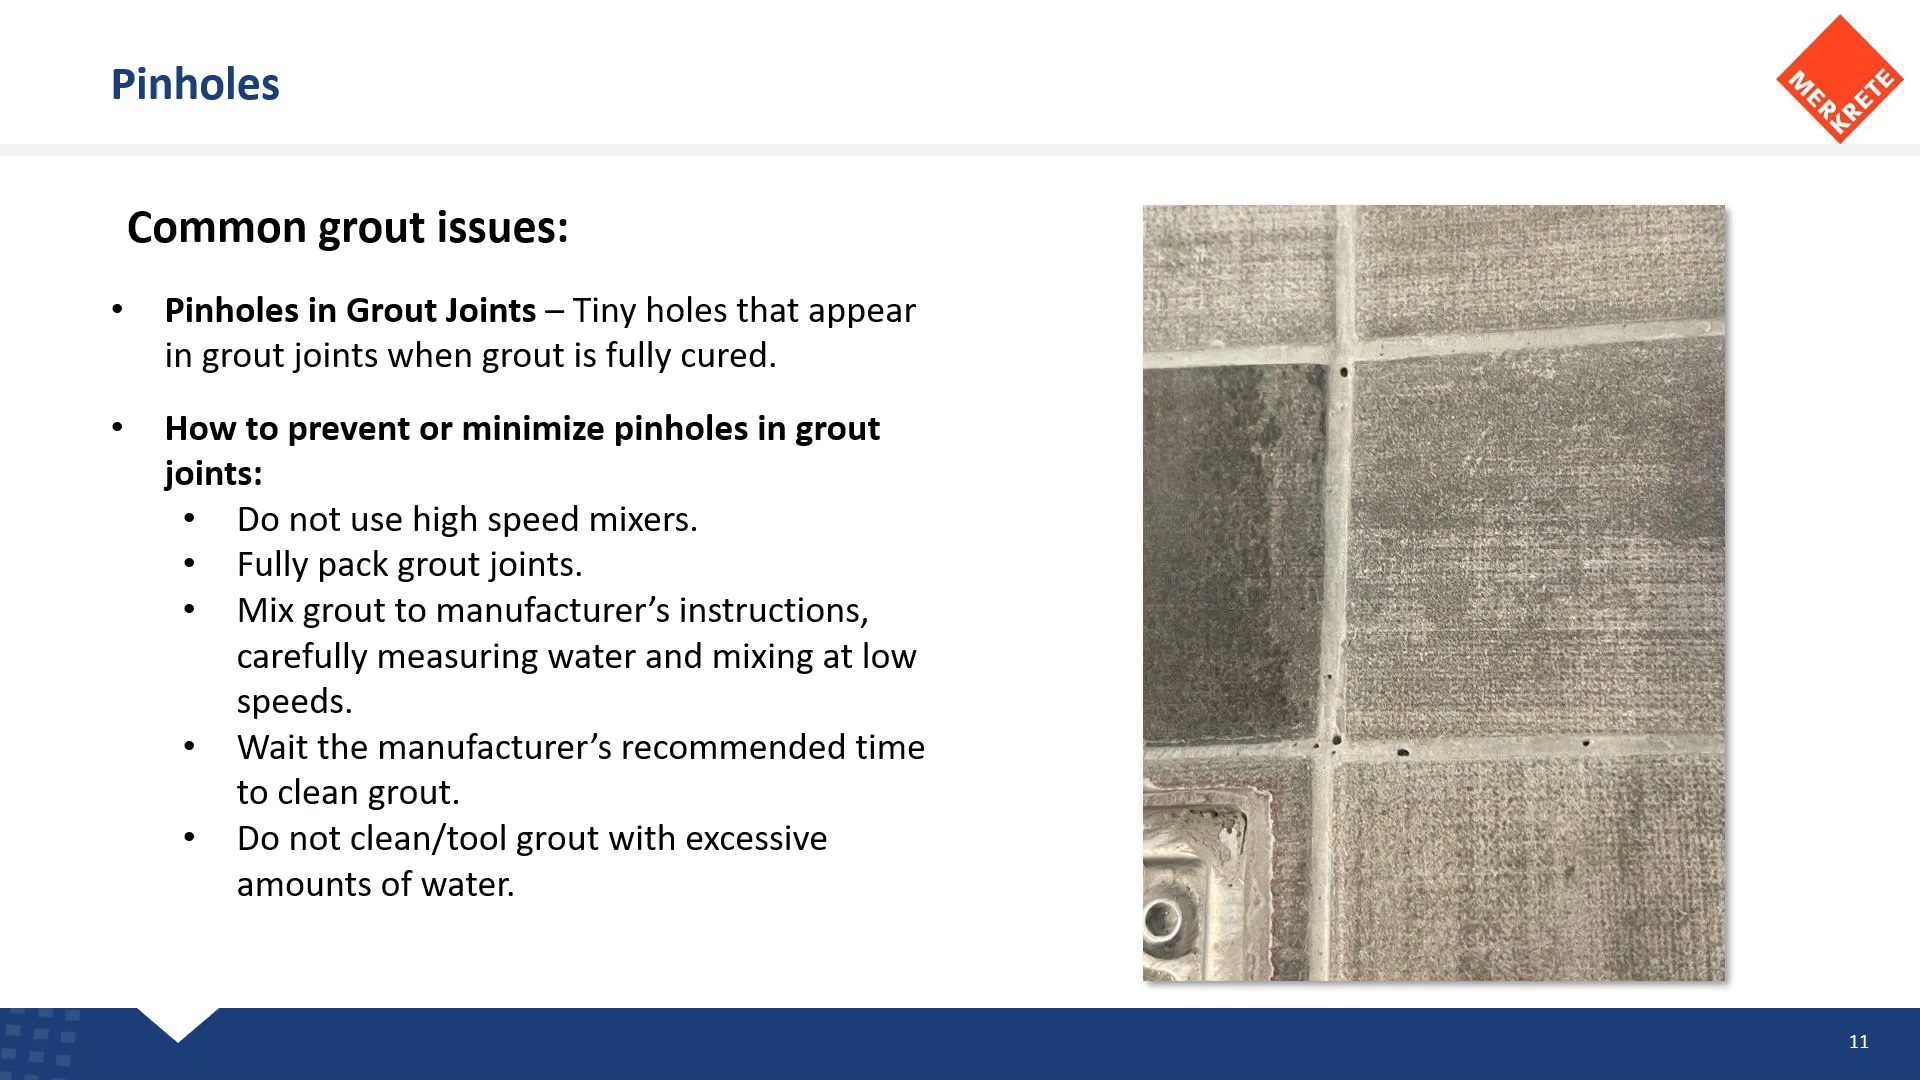 Pinholes
MER
KRETE
Common grout issues:
• Pinholes in Grout Joints – Tiny holes that appear
in grout joints when grout is fully cured.
• How to prevent or minimize pinholes in grout
joints:
• Do not use high speed mixers.
• Fully pack grout joints.
• Mix grout to manufacturer’s instructions,
carefully measuring water and mixing at low
speeds.
• Wait the manufacturer’s recommended time
to clean grout.
• Do not clean/tool grout with excessive
amounts of water.
11